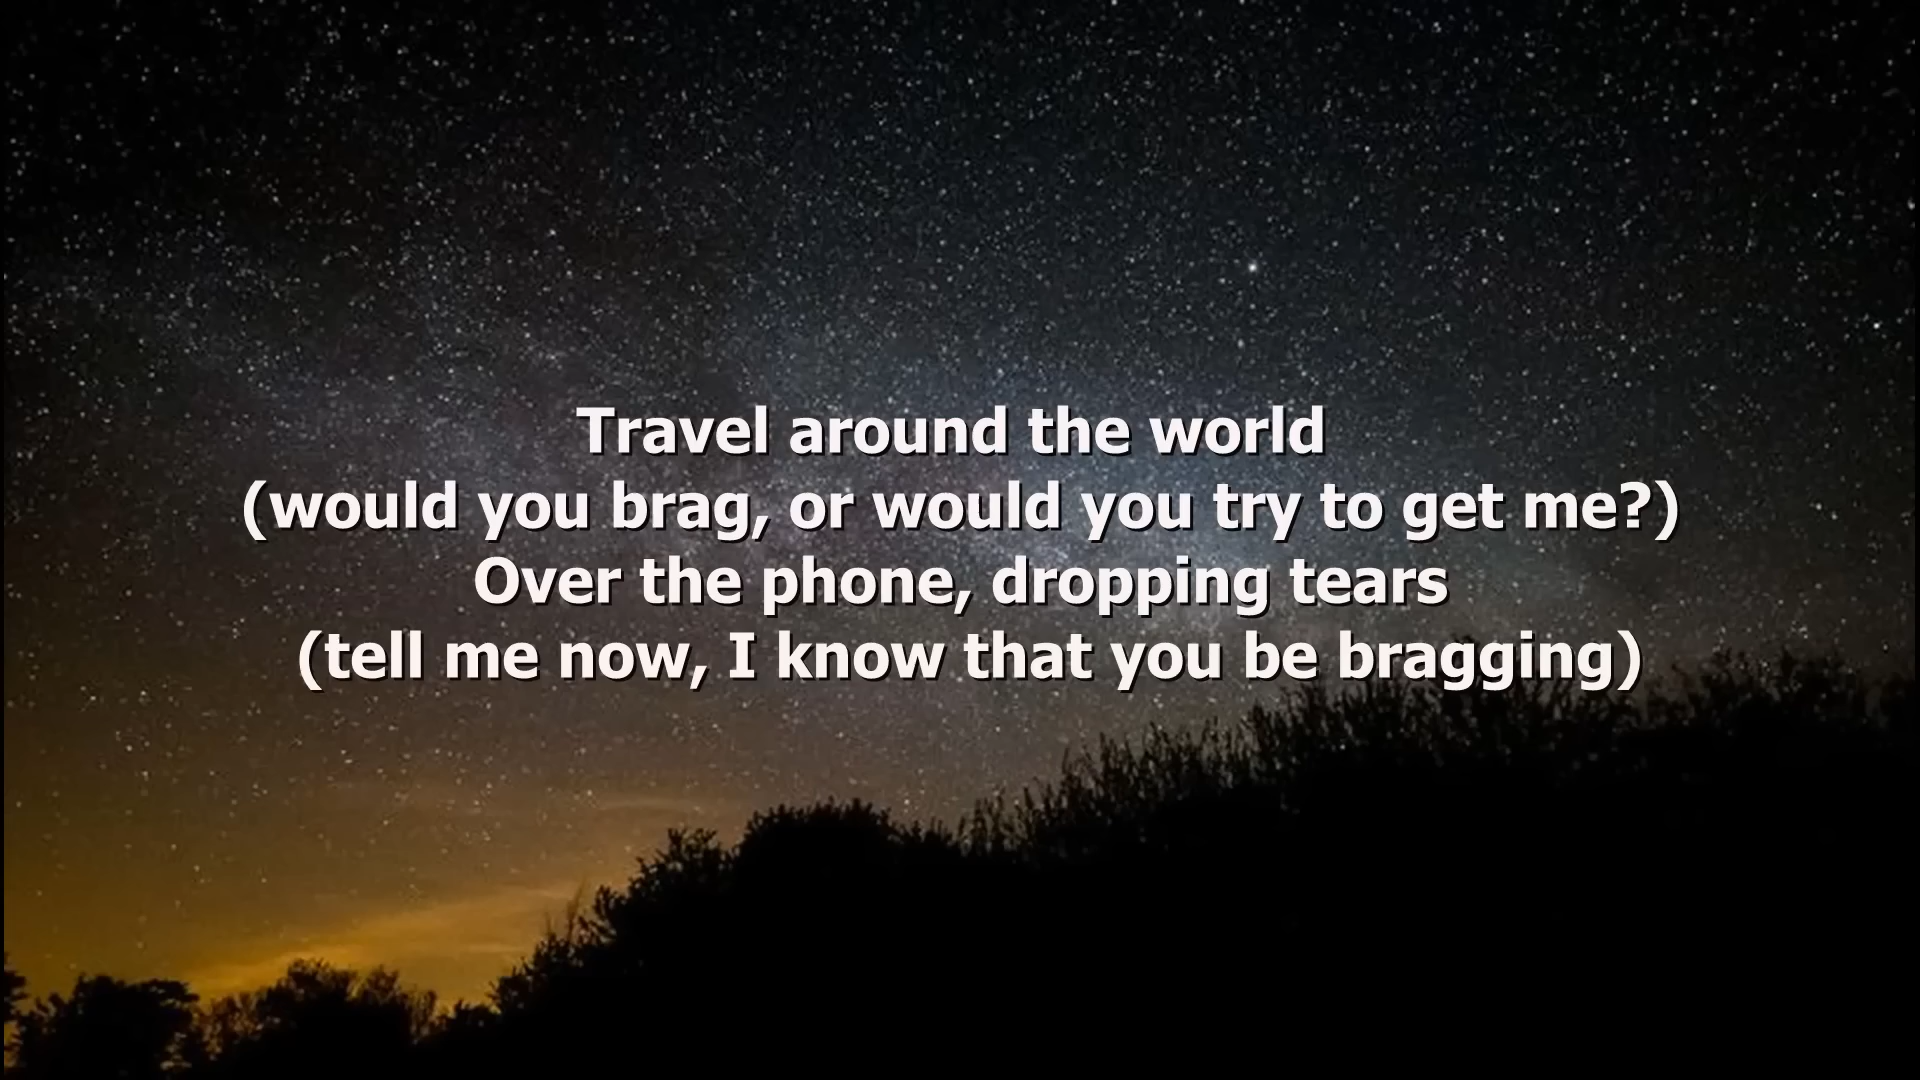 Travel around the world
(would you brag, or would you try to get me?)
Over the phone, dropping tears
(tell me now, I know that you be bragging)